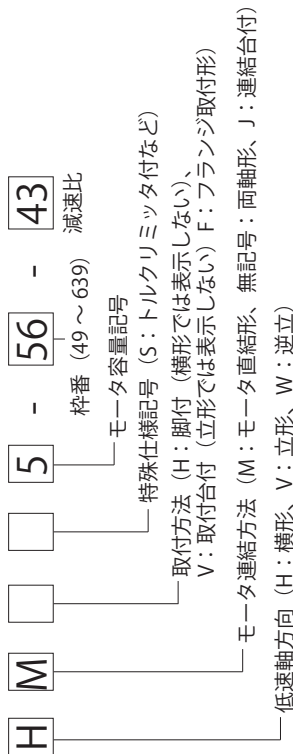 H M □ □ 5 - 56 - 43
減速比
枠番 (49 ～ 639)
モータ容量記号
特殊仕様記号（S：トルクリミッタ付など）
取付方法（H：脚付（横形では表示しない）、
V：取付台付（立形では表示しない）F：フランジ取付形）
モータ連結方法（M：モータ直結形、無記号：両軸形、J：連結台付）
低速軸方向（H：横形、V：立形、W：逆立）